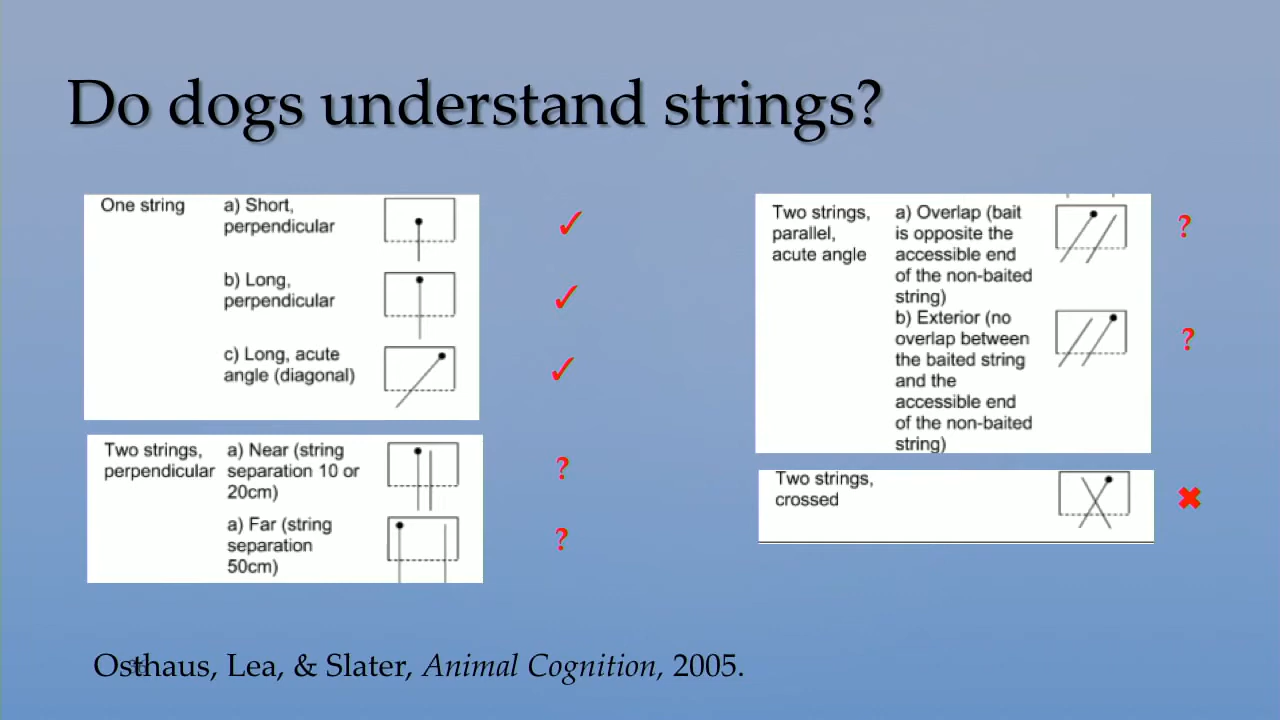 Do dogs understand strings?
One string
a) Short,
perpendicular
✓
b) Long,
perpendicular
✓
c) Long, acute
angle (diagonal)
✓
Two strings,
perpendicular
a) Near (string
separation 10 or
20cm)
?
a) Far (string
separation
50cm)
?
Two strings,
parallel,
acute angle
a) Overlap (bait
is opposite the
accessible end
of the non-baited
string)
?
b) Exterior (no
overlap between
the baited string
and the
accessible end
of the non-baited
string)
?
Two strings,
crossed
✖
Osthaus, Lea, & Slater, Animal Cognition, 2005.